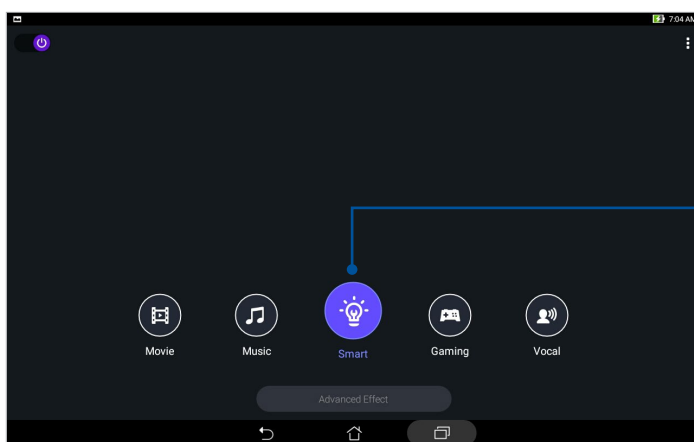 7:04 AM
Movie
Music
Smart
Gaming
Vocal
Advanced Effect